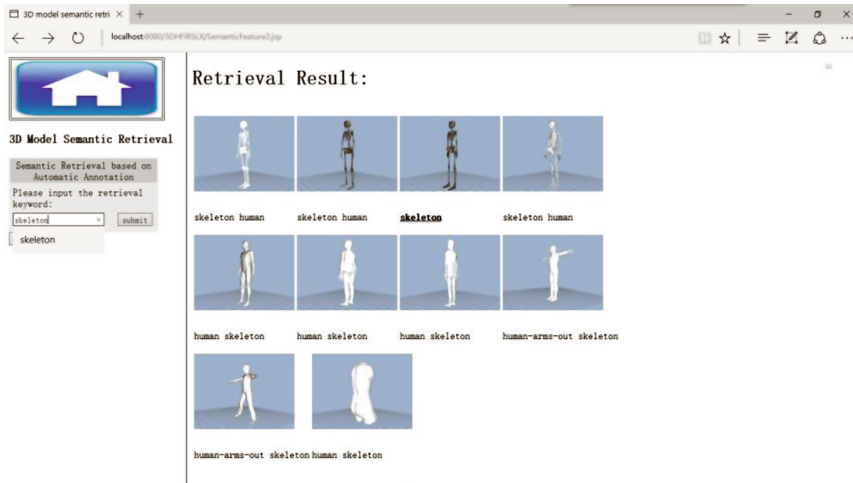 3D model semantic retri
localhost:8080/3DHFIRSLX/SemanticFeature2.jsp
3D Model Semantic Retrieval
Semantic Retrieval based on
Automatic Annotation
Please input the retrieval
keyword:
skeleton
submit
skeleton
Retrieval Result:
skeleton human skeleton human skeleton skeleton human
human skeleton human skeleton human skeleton human-arms-out skeleton
human-arms-out skeleton human skeleton